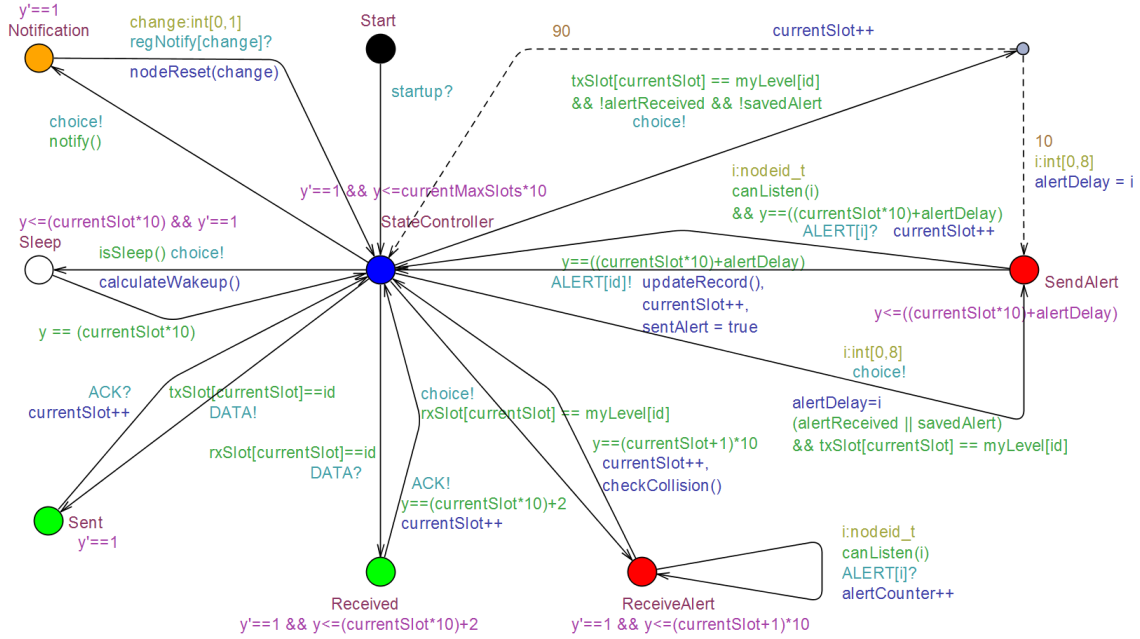 y'==1
Notification
change:int[0,1]
regNotify[change]?
nodeReset(change)
Start
startup?
90
currentSlot++
txSlot[currentSlot] == myLevel[id]
&& !alertReceived && !savedAlert
choice!
10
i:int[0,8]
alertDelay = i
choice!
notify()
y'==1 && y<=currentMaxSlots*10
StateController
i:nodeid_t
canListen(i)
&& y==((currentSlot*10)+alertDelay)
ALERT[i]? currentSlot++
y<=(currentSlot*10) && y'==1
Sleep
isSleep() choice!
calculateWakeup()
y == (currentSlot*10)
y==((currentSlot*10)+alertDelay)
ALERT[id]! updateRecord(),
currentSlot++,
sentAlert = true
SendAlert
y<=((currentSlot*10)+alertDelay)
i:int[0,8]
choice!
alertDelay=i
(alertReceived || savedAlert)
&& txSlot[currentSlot] == myLevel[id]
ACK?
currentSlot++
txSlot[currentSlot]==id
DATA!
choice!
rxSlot[currentSlot] == myLevel[id]
rxSlot[currentSlot]==id
DATA?
y==(currentSlot+1)*10
currentSlot++,
checkCollision()
ACK!
y==(currentSlot*10)+2
currentSlot++
Sent
y'==1
i:nodeid_t
canListen(i)
ALERT[i]?
alertCounter++
Received
y'==1 && y<=(currentSlot*10)+2
ReceiveAlert
y'==1 && y<=(currentSlot+1)*10